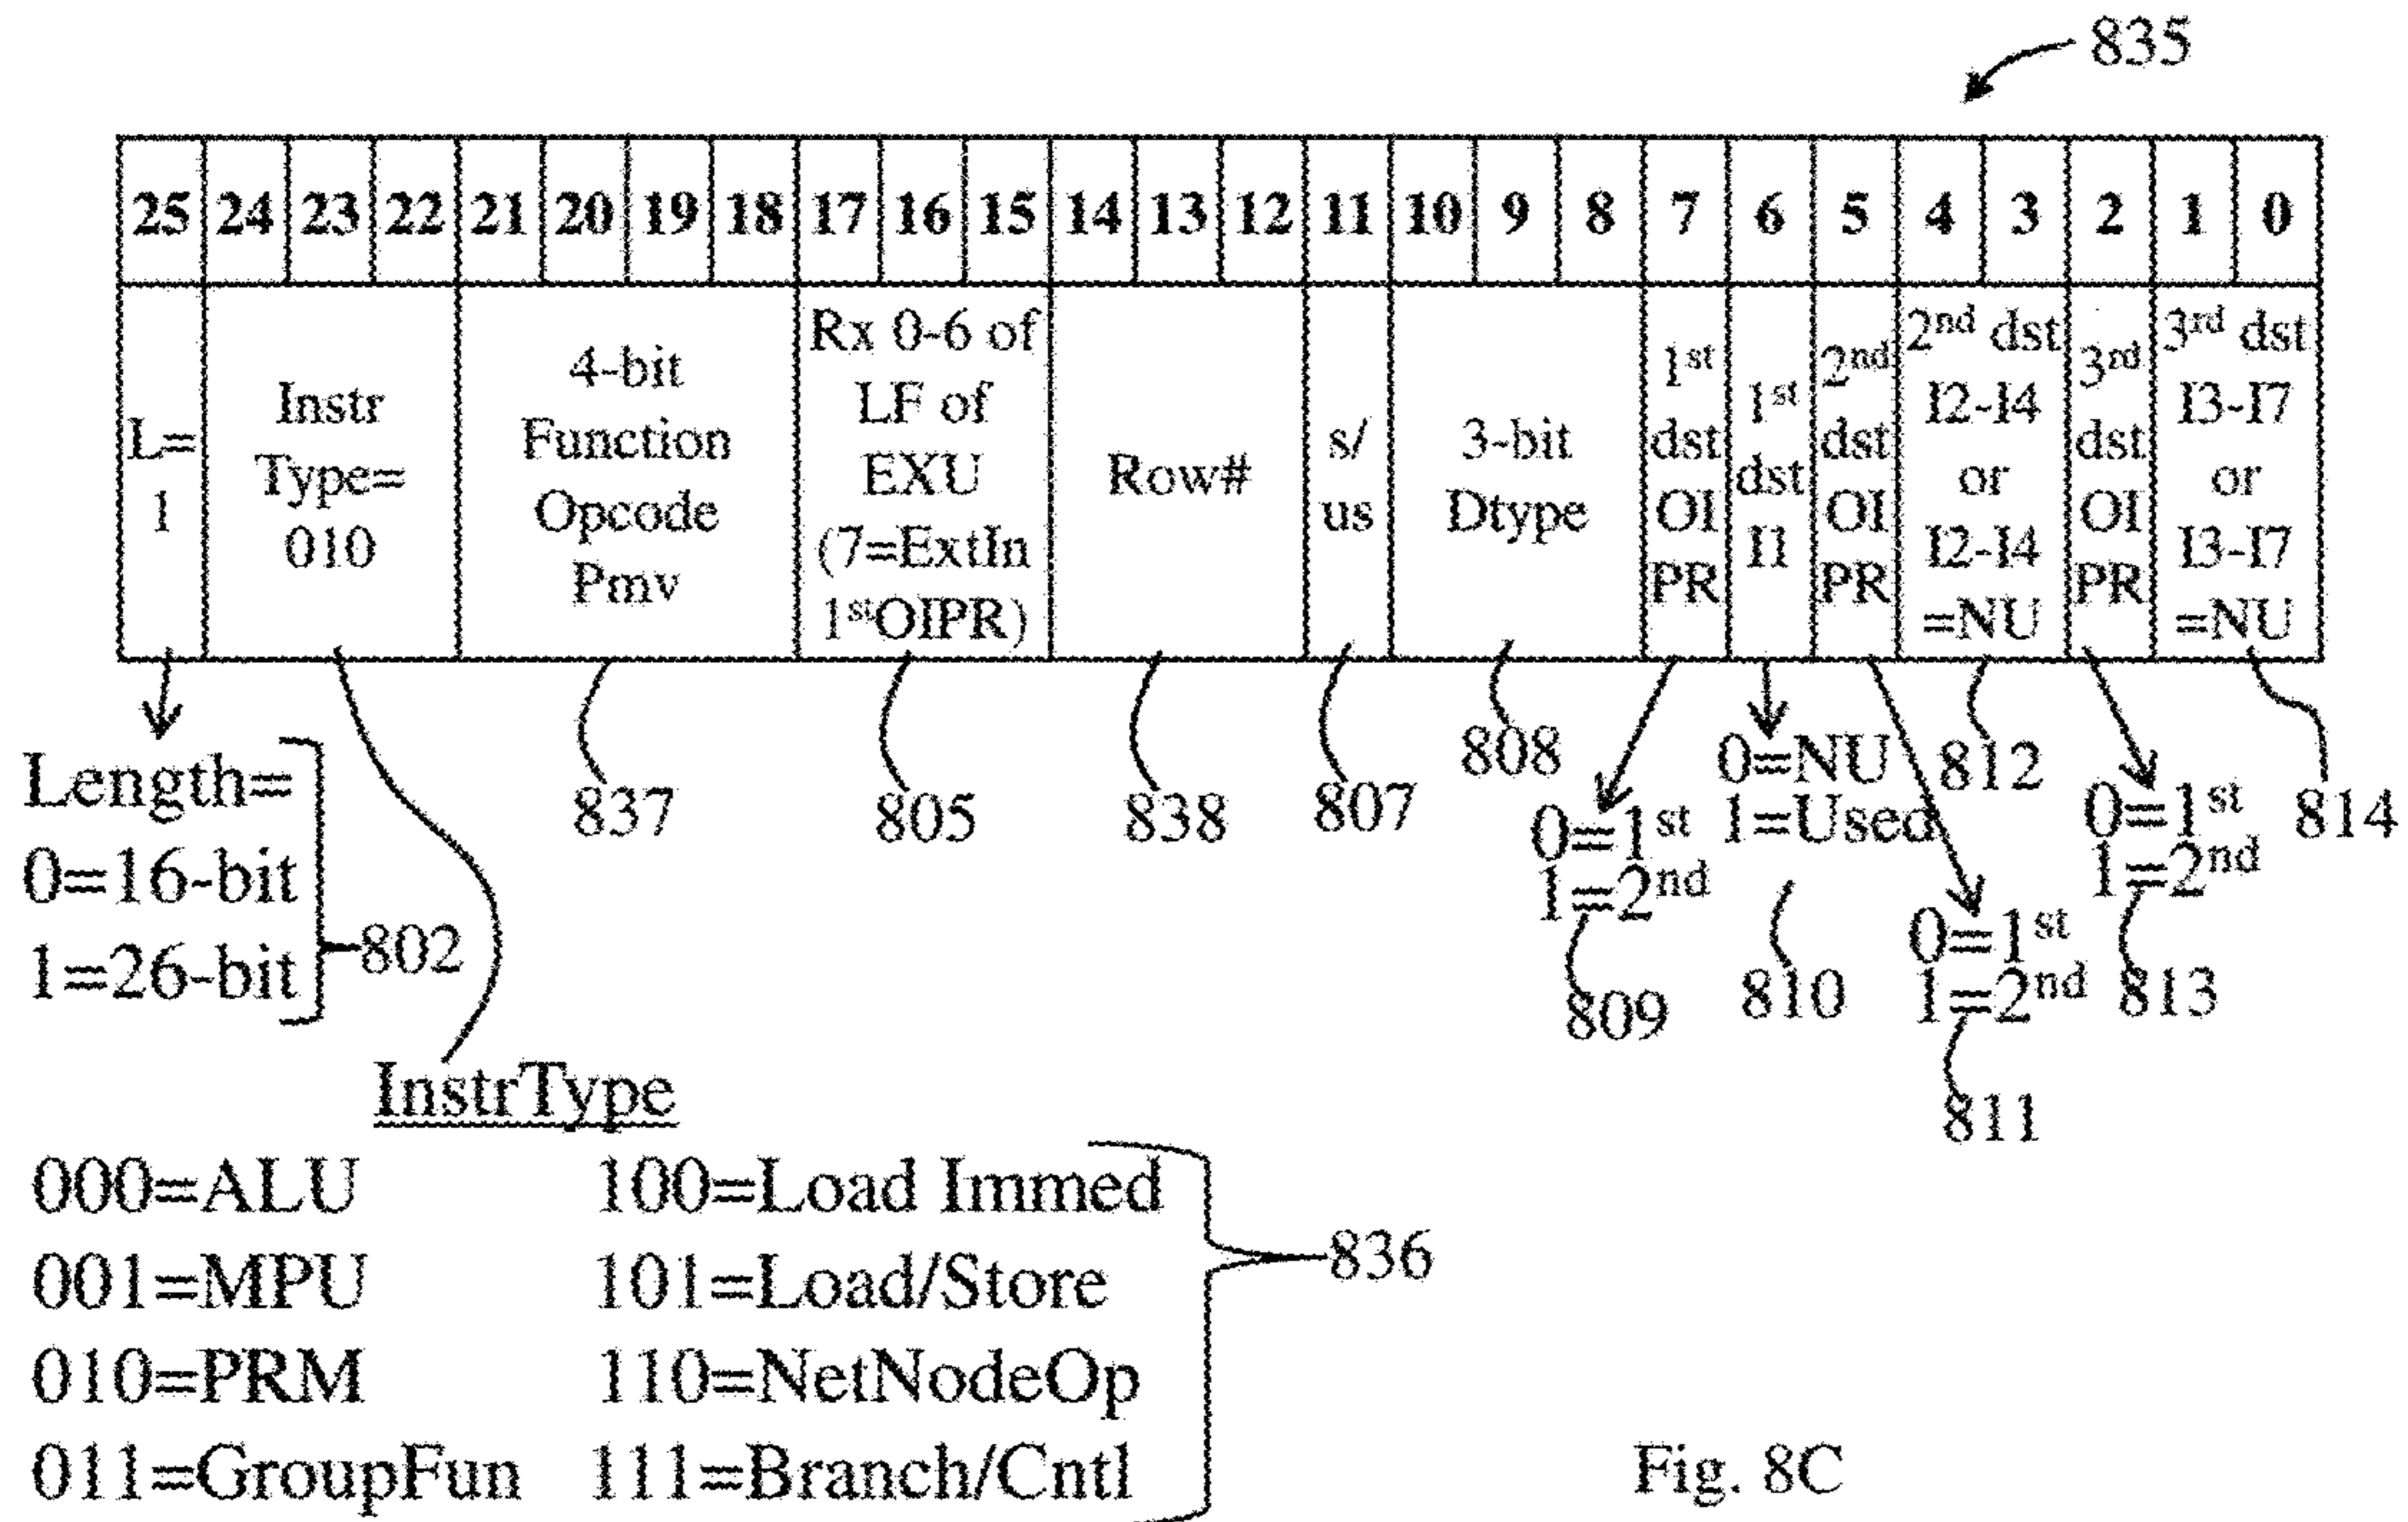 835
25 24 23 22 21 20 19 18 17 16 15 14 13 12 11 10 9 8 7 6 5 4 3 2 1 0
L=
1
Instr
Type=
010
4-bit
Function
Opcode
Pmv
Rx 0-6 of
LF of
EXU
(7=ExtIn
1stOIPR)
Row#
s/
us
3-bit
Dtype
1st
dst
OI
PR
1st
dst
I1
2nd
dst
OI
PR
2nd dst
I2-I4
or
I2-I4
=NU
3rd
dst
OI
PR
3rd dst
I3-I7
or
I3-I7
=NU
Length=
0=16-bit
1=26-bit
802
837
805
838
807
808
0=1st
1=2nd
809
0=NU
1=Used
810
0=1st
1=2nd
811
812
0=1st
1=2nd
813
814
InstrType
000=ALU
001=MPU
010=PRM
011=GroupFun
100=Load Immed
101=Load/Store
110=NetNodeOp
111=Branch/Cntl
836
Fig. 8C